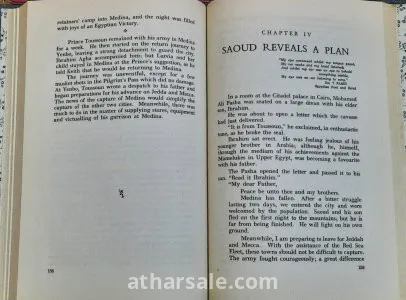 retainers' camp into Medina, and the night was filled
with joys of an Egyptian Victory.
Prince Toussoun remained with his army in Medina
for a week. He then started on the return journey to
Yenbo, leaving a strong detachment to guard the city.
Ibrahim Agha accompanied him, but Lureia and her
child stayed in Medina at the Prince's suggestion, as he
told Keith that he would be returning to Medina.
The journey was uneventful, except for a few
musket shots in the Pilgrim's Pass which did no damage.
At Yenbo, Toussoun wrote a despatch to his father and
began preparations for his advance on Jedda and Mecca.
The news of the capture of Medina would expedite the
capture of the other two cities. Meanwhile, there was
much to do in the matter of supplying stores, equipment
and victualling of his garrison at Medina.
CHAPTER IV
SAOUD REVEALS A PLAN
In a room at the Citadel palace in Cairo, Mohamed
Ali Pasha was seated on a large divan with his elder
son, Ibrahim.
He was about to open a letter which the cavass
had just delivered.
"It is from Toussoun," he exclaimed, in enthusiastic
tone, as he broke the seal.
Ibrahim sat erect. He was feeling jealous of his
younger brother in Arabia; although he, himself,
through the medium of his achievements against the
Mamelukes in Upper Egypt, was becoming a favourite
with his father.
The Pasha opened the letter and passed it to his
son. "Read it Ibrahim."
"My dear Father,
Peace be unto thee and my brothers.
Medina has fallen. After a bitter struggle
lasting two days, we entered the city and were
welcomed by the population. Saoud and his son
fled on the first night to the mountains, but he is
far from being finished. He will fight on his own
ground.
Meanwhile, I am preparing to leave for Jeddah
and Mecca. With the assistance of the Red Sea
Fleet, these towns should not be difficult to capture.
The army fought courageously; a great difference
atharsale.com